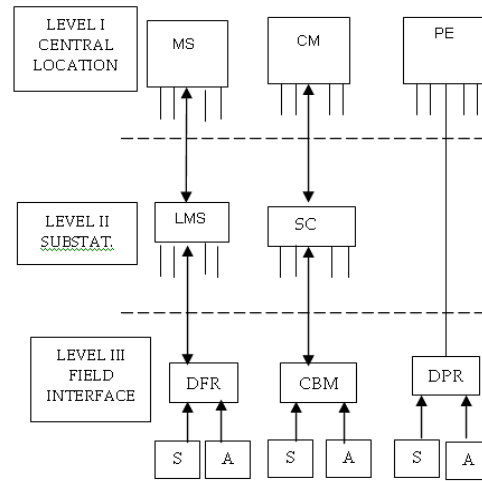 LEVEL I
CENTRAL
LOCATION
MS
CM
PE
LEVEL II
SUBSTAT.
LMS
SC
LEVEL III
FIELD
INTERFACE
DFR
CBM
DPR
S
A
S
A
S
A